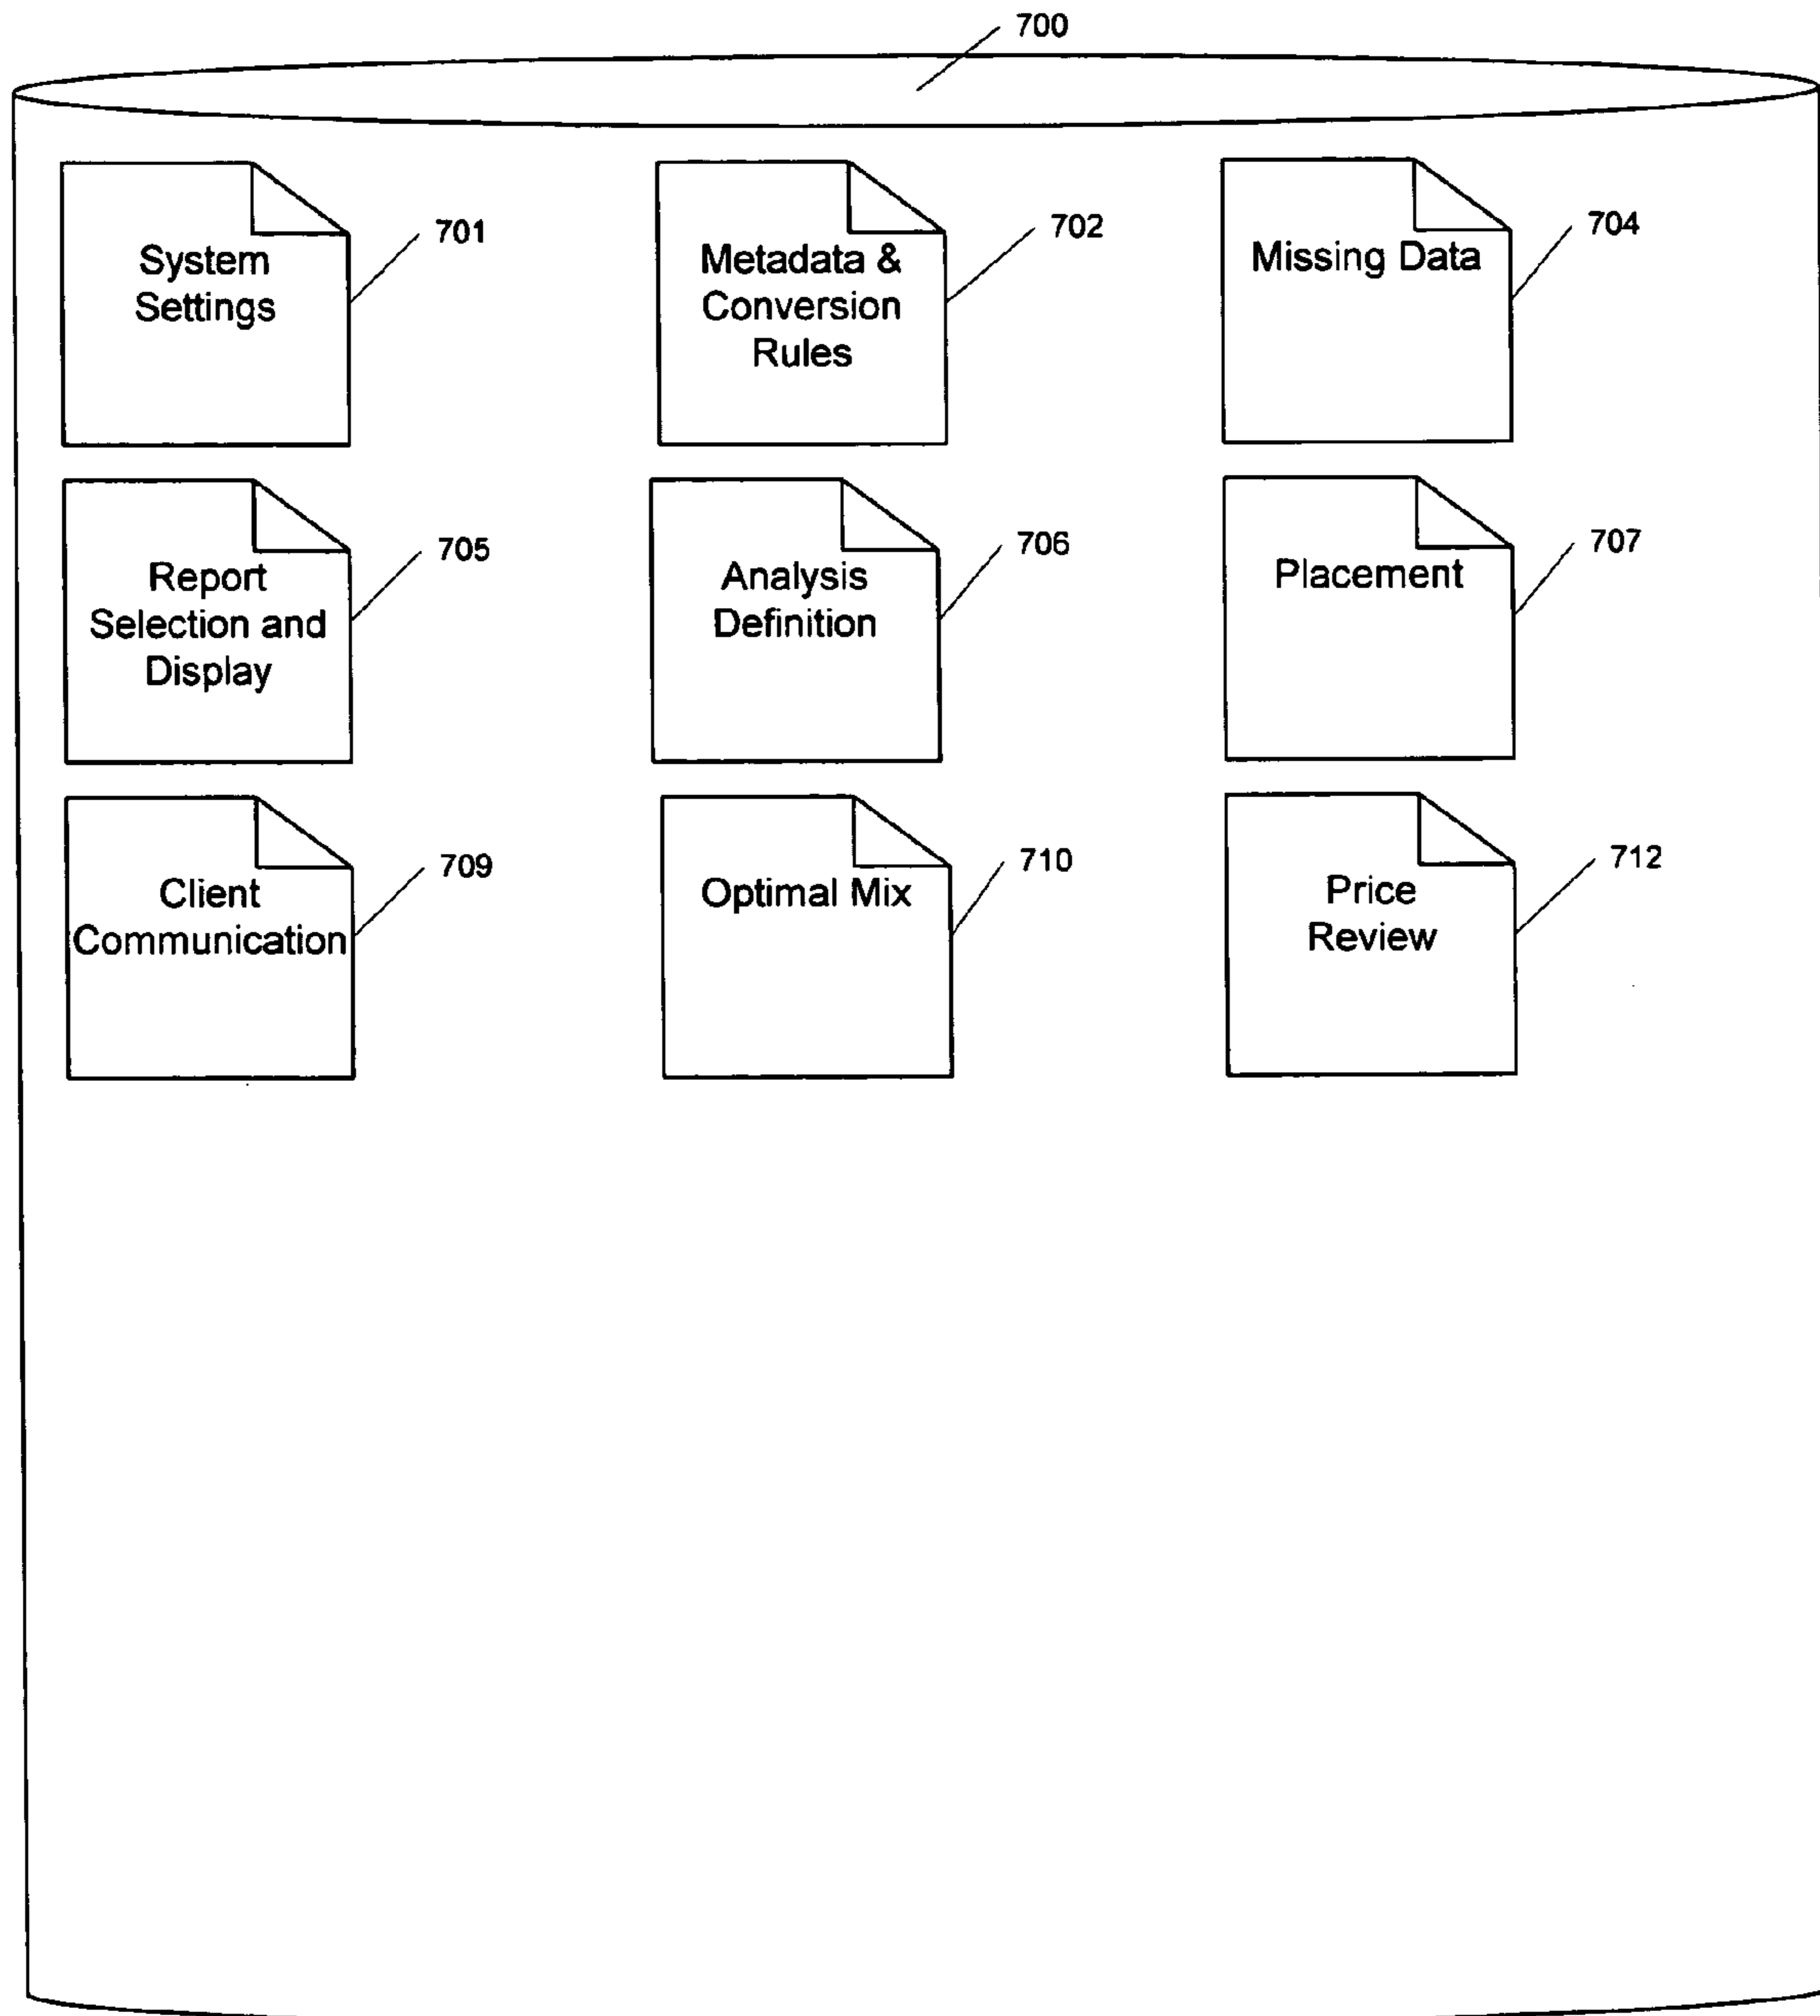 700
System
Settings
701
Metadata &
Conversion
Rules
702
Missing Data
704
Report
Selection and
Display
705
Analysis
Definition
706
Placement
707
Client
Communication
709
Optimal Mix
710
Price
Review
712